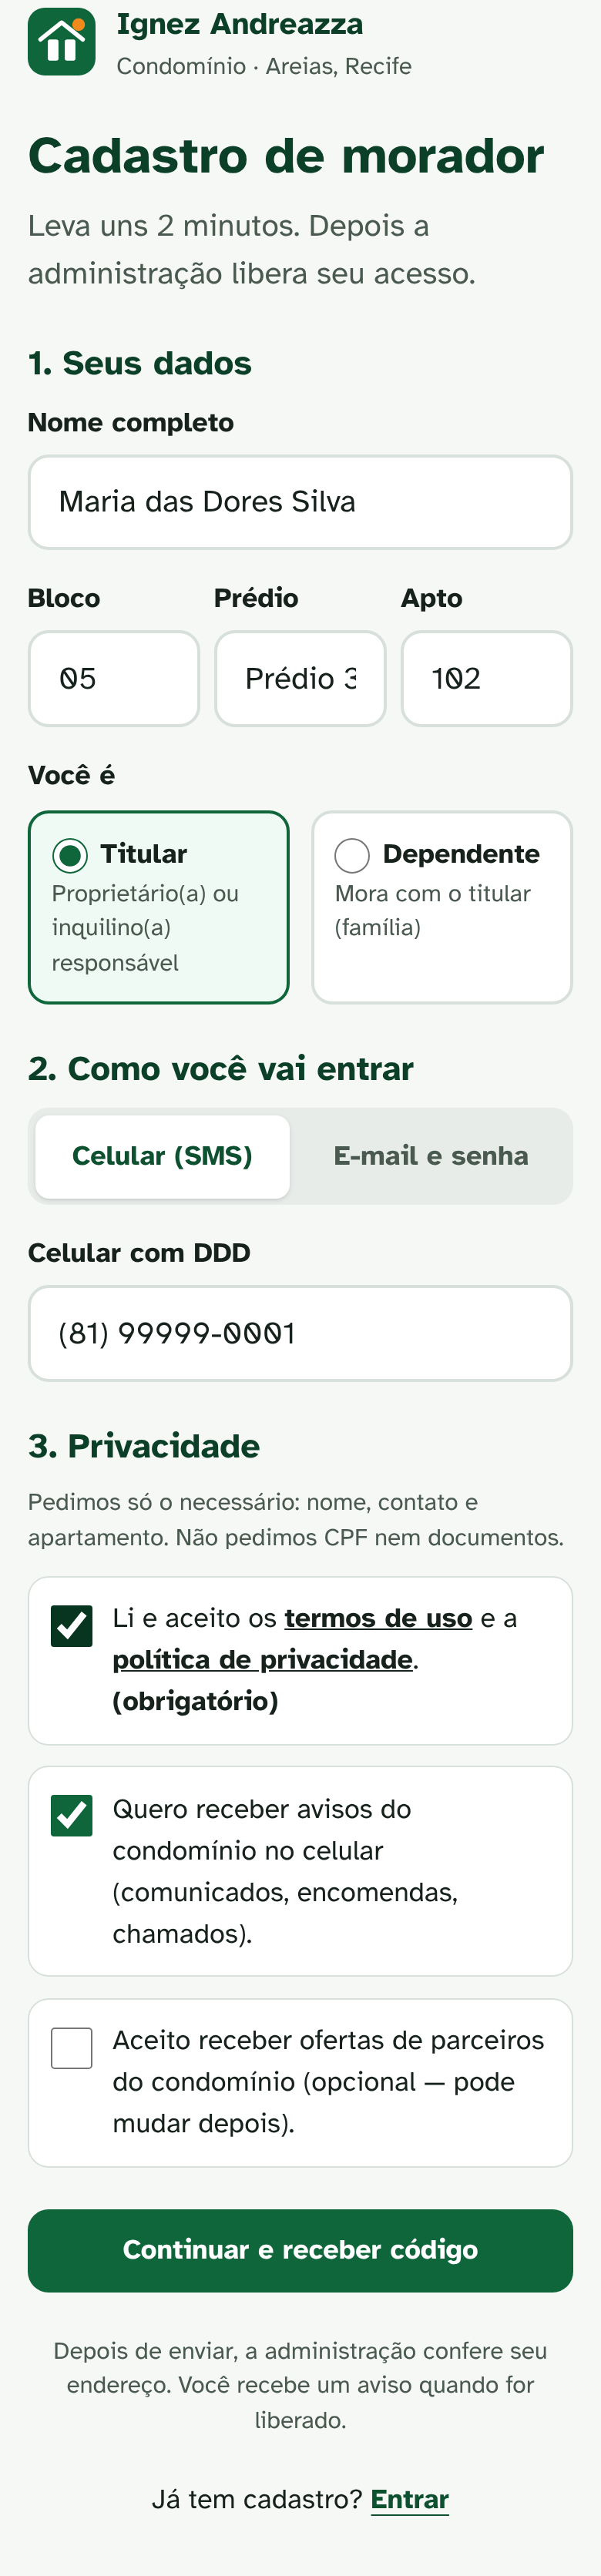 Ignez Andreazza
Condomínio · Areias, Recife
Cadastro de morador
Leva uns 2 minutos. Depois a
administração libera seu acesso.
1. Seus dados
Nome completo
Maria das Dores Silva
Bloco Prédio Apto
05 Prédio 3 102
Você é
Titular
Proprietário(a) ou
inquilino(a)
responsável
Dependente
Mora com o titular
(família)
2. Como você vai entrar
Celular (SMS) E-mail e senha
Celular com DDD
(81) 99999-0001
3. Privacidade
Pedimos só o necessário: nome, contato e
apartamento. Não pedimos CPF nem documentos.
Li e aceito os termos de uso e a
política de privacidade.
(obrigatório)
Quero receber avisos do
condomínio no celular
(comunicados, encomendas,
chamados).
Aceito receber ofertas de parceiros
do condomínio (opcional — pode
mudar depois).
Continuar e receber código
Depois de enviar, a administração confere seu
endereço. Você recebe um aviso quando for
liberado.
Já tem cadastro? Entrar